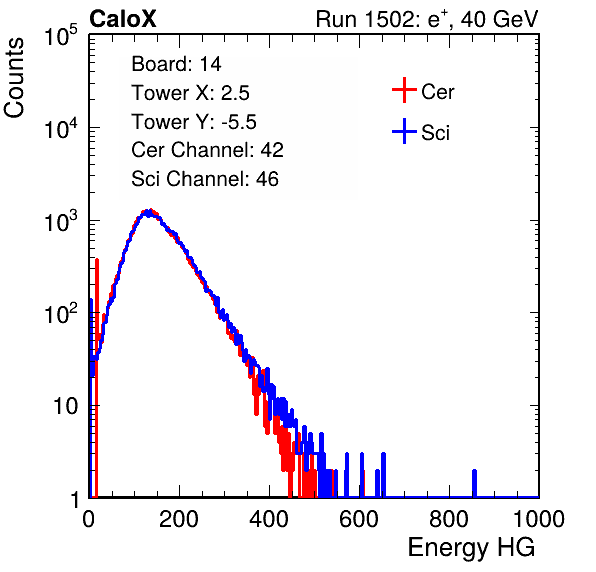 CaloX Run 1502: e⁺, 40 GeV
Counts
Board: 14
Tower X: 2.5
Tower Y: -5.5
Cer Channel: 42
Sci Channel: 46
Cer
Sci
10⁵
10⁴
10³
10²
10
1
0 200 400 600 800 1000
Energy HG